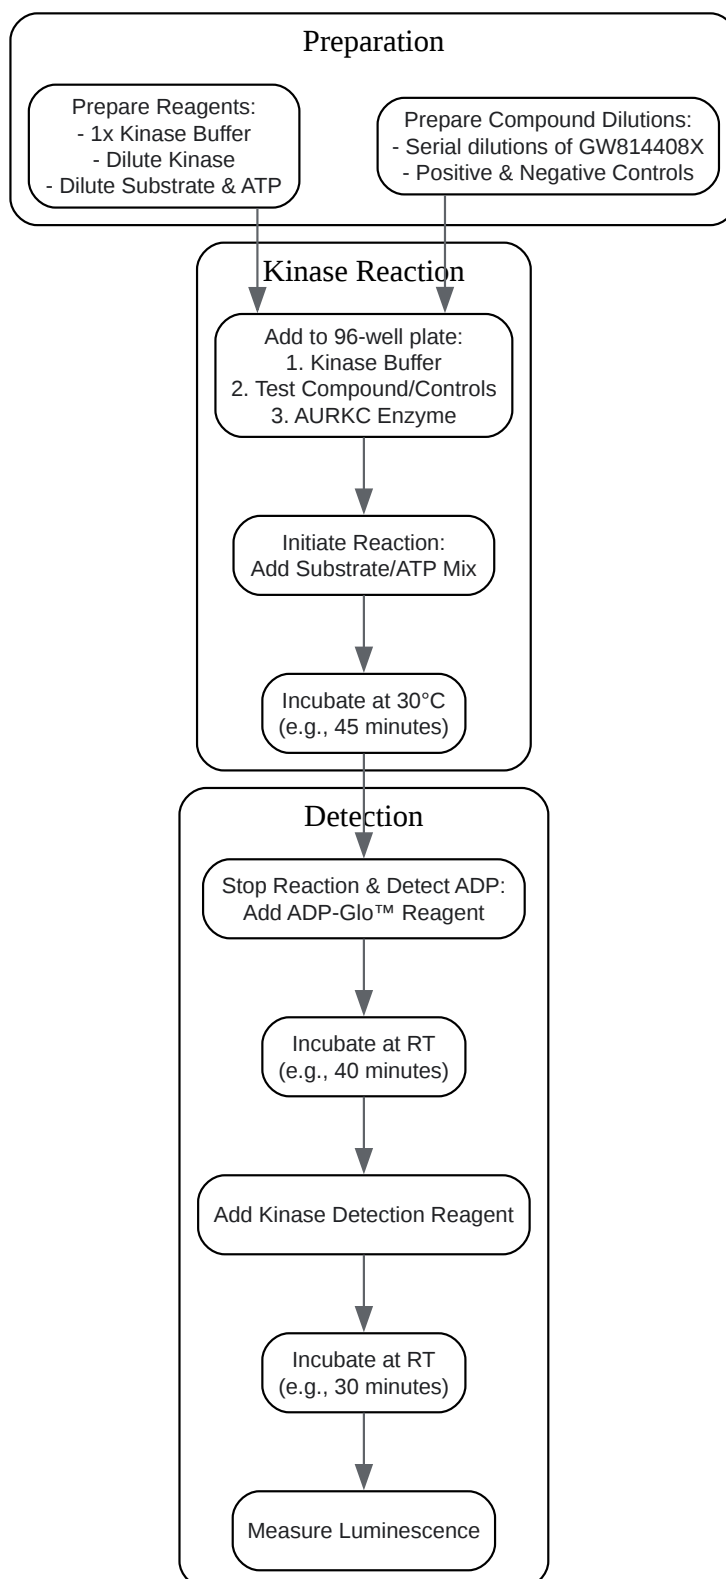 Preparation
Prepare Reagents:
- 1x Kinase Buffer
- Dilute Kinase
- Dilute Substrate & ATP
Prepare Compound Dilutions:
- Serial dilutions of GW814408X
- Positive & Negative Controls
Kinase Reaction
Add to 96-well plate:
1. Kinase Buffer
2. Test Compound/Controls
3. AURKC Enzyme
Initiate Reaction:
Add Substrate/ATP Mix
Incubate at 30°C
(e.g., 45 minutes)
Detection
Stop Reaction & Detect ADP:
Add ADP-Glo™ Reagent
Incubate at RT
(e.g., 40 minutes)
Add Kinase Detection Reagent
Incubate at RT
(e.g., 30 minutes)
Measure Luminescence